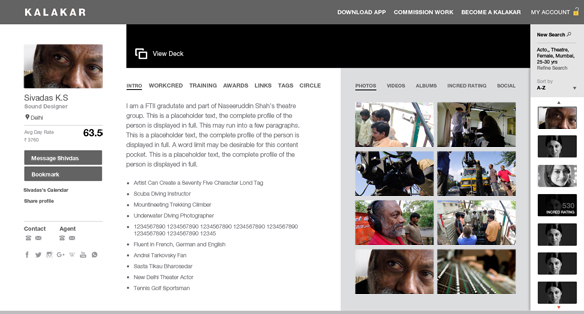 KALAKAR
DOWNLOAD APP COMMISSION WORK BECOME A KALAKAR MY ACCOUNT
View Deck
Sivadas K.S
Sound Designer
Delhi
Avg Day Rate
₹ 3760
63.5
Message Shivdas
Bookmark
Sivadas's Calendar
Share profile
Contact Agent
INTRO WORKCRED TRAINING AWARDS LINKS TAGS CIRCLE
I am a FTII gradutate and part of Naseeruddin Shah's theatre
group. This is a placeholder text, the complete profile of the
person is displayed in full. This may run into a few paragraphs.
This is a placeholder text, the complete profile of the person is
displayed in full. A word limit may be desirable for this content
pocket. This is a placeholder text, the complete profile of the
person is displayed in full.
Artist Can Create a Seventy Five Character Lond Tag
Scuba Diving Instructor
Mountineating Trekking Climber
Underwater Diving Photographer
1234567890 1234567890 1234567890 1234567890 1234567890
1234567890 1234567890 12345
Fluent in French, German and English
Andrei Tarkovsky Fan
Sasta Tikau Bharosedar
New Delhi Theater Actor
Tennis Golf Sportsman
PHOTOS VIDEOS ALBUMS INCRED RATING SOCIAL
New Search
Acto,, Theatre,
Female, Mumbai,
25-30 yrs
Refine Search
Sort by
A-Z
530
INCRED RATING